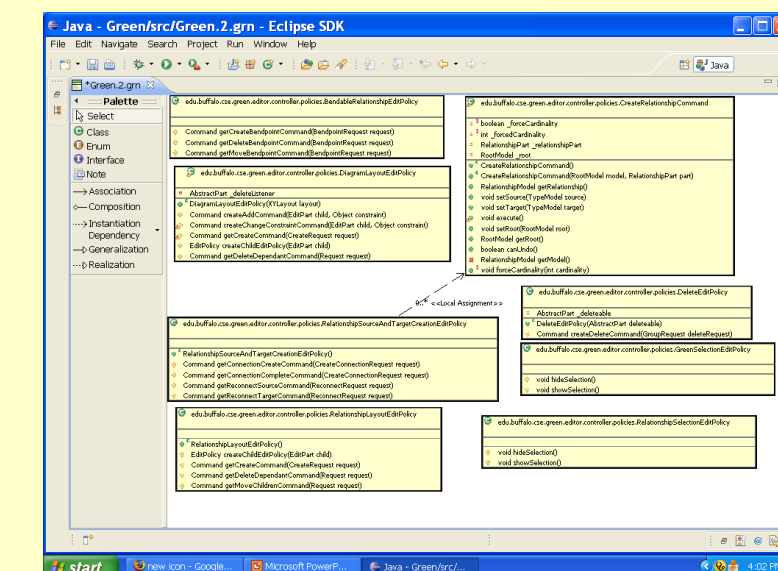 Java - Green/src/Green.2.grn - Eclipse SDK
File Edit Navigate Search Project Run Window Help
Java
*Green.2.grn
Palette
Select
Class
Enum
Interface
Note
Association
Composition
Instantiation
Dependency
Generalization
Realization
edu.buffalo.cse.green.editor.controller.policies.BendableRelationshipEditPolicy
Command getCreateBendpointCommand(BendpointRequest request)
Command getDeleteBendpointCommand(BendpointRequest request)
Command getMoveBendpointCommand(BendpointRequest request)
edu.buffalo.cse.green.editor.controller.policies.DiagramLayoutEditPolicy
AbstractPart _deleteListener
DiagramLayoutEditPolicy(XYLayout layout)
Command createAddCommand(EditPart child, Object constraint)
Command createChangeConstraintCommand(EditPart child, Object constraint)
Command getCreateCommand(CreateRequest request)
EditPolicy createChildEditPolicy(EditPart child)
Command getDeleteDependantCommand(Request request)
edu.buffalo.cse.green.editor.controller.policies.CreateRelationshipCommand
boolean _forceCardinality
int _forcedCardinality
RelationshipPart _relationshipPart
RootModel _root
CreateRelationshipCommand()
CreateRelationshipCommand(RootModel model, RelationshipPart part)
RelationshipModel getRelationship()
void setSource(TypeModel source)
void setTarget(TypeModel target)
void execute()
void setRoot(RootModel root)
RootModel getRoot()
boolean canUndo()
RelationshipModel getModel()
void forceCardinality(int cardinality)
0..* <<Local Assignment>>
edu.buffalo.cse.green.editor.controller.policies.DeleteEditPolicy
AbstractPart _deleteable
DeleteEditPolicy(AbstractPart deleteable)
Command createDeleteCommand(GroupRequest deleteRequest)
edu.buffalo.cse.green.editor.controller.policies.RelationshipSourceAndTargetCreationEditPolicy
RelationshipSourceAndTargetCreationEditPolicy()
Command getConnectionCreateCommand(CreateConnectionRequest request)
Command getConnectionCompleteCommand(CreateConnectionRequest request)
Command getReconnectSourceCommand(ReconnectRequest request)
Command getReconnectTargetCommand(ReconnectRequest request)
edu.buffalo.cse.green.editor.controller.policies.GreenSelectionEditPolicy
void hideSelection()
void showSelection()
edu.buffalo.cse.green.editor.controller.policies.RelationshipLayoutEditPolicy
RelationshipLayoutEditPolicy()
EditPolicy createChildEditPolicy(EditPart child)
Command getCreateCommand(CreateRequest request)
Command getDeleteDependantCommand(Request request)
Command getMoveChildrenCommand(Request request)
edu.buffalo.cse.green.editor.controller.policies.RelationshipSelectionEditPolicy
void hideSelection()
void showSelection()
start new icon - Google... Microsoft PowerP... Java - Green/src/... 4:02 PM